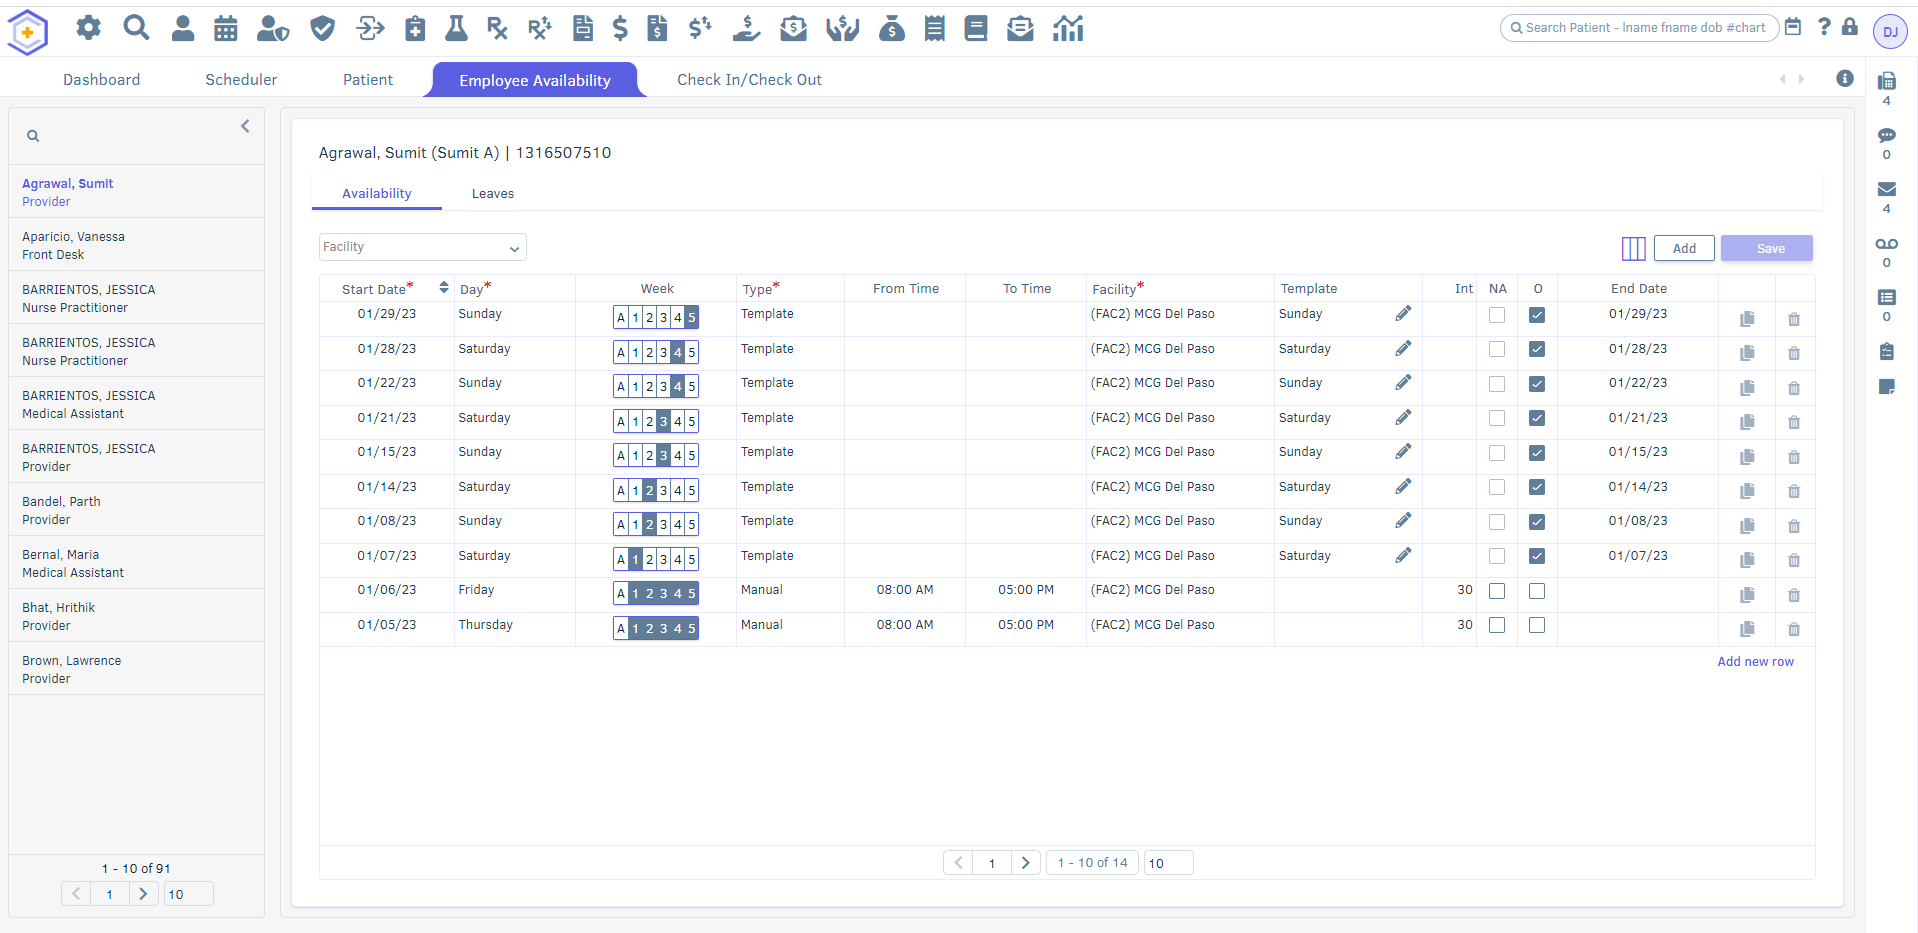 Search Patient - lname fname dob #chart
DJ
Dashboard
Scheduler
Patient
Employee Availability
Check In/Check Out
4
0
4
0
0
Agrawal, Sumit
Provider
Aparicio, Vanessa
Front Desk
BARRIENTOS, JESSICA
Nurse Practitioner
BARRIENTOS, JESSICA
Nurse Practitioner
BARRIENTOS, JESSICA
Medical Assistant
BARRIENTOS, JESSICA
Provider
Bandel, Parth
Provider
Bernal, Maria
Medical Assistant
Bhat, Hrithik
Provider
Brown, Lawrence
Provider
1 - 10 of 91
1
10
Agrawal, Sumit (Sumit A) | 1316507510
Availability
Leaves
Facility
Add
Save
Start Date* Day* Week Type* From Time To Time Facility* Template Int NA O End Date
01/29/23 Sunday A 1 2 3 4 5 Template (FAC2) MCG Del Paso Sunday 01/29/23
01/28/23 Saturday A 1 2 3 4 5 Template (FAC2) MCG Del Paso Saturday 01/28/23
01/22/23 Sunday A 1 2 3 4 5 Template (FAC2) MCG Del Paso Sunday 01/22/23
01/21/23 Saturday A 1 2 3 4 5 Template (FAC2) MCG Del Paso Saturday 01/21/23
01/15/23 Sunday A 1 2 3 4 5 Template (FAC2) MCG Del Paso Sunday 01/15/23
01/14/23 Saturday A 1 2 3 4 5 Template (FAC2) MCG Del Paso Saturday 01/14/23
01/08/23 Sunday A 1 2 3 4 5 Template (FAC2) MCG Del Paso Sunday 01/08/23
01/07/23 Saturday A 1 2 3 4 5 Template (FAC2) MCG Del Paso Saturday 01/07/23
01/06/23 Friday A 1 2 3 4 5 Manual 08:00 AM 05:00 PM (FAC2) MCG Del Paso 30
01/05/23 Thursday A 1 2 3 4 5 Manual 08:00 AM 05:00 PM (FAC2) MCG Del Paso 30
Add new row
1
1 - 10 of 14
10